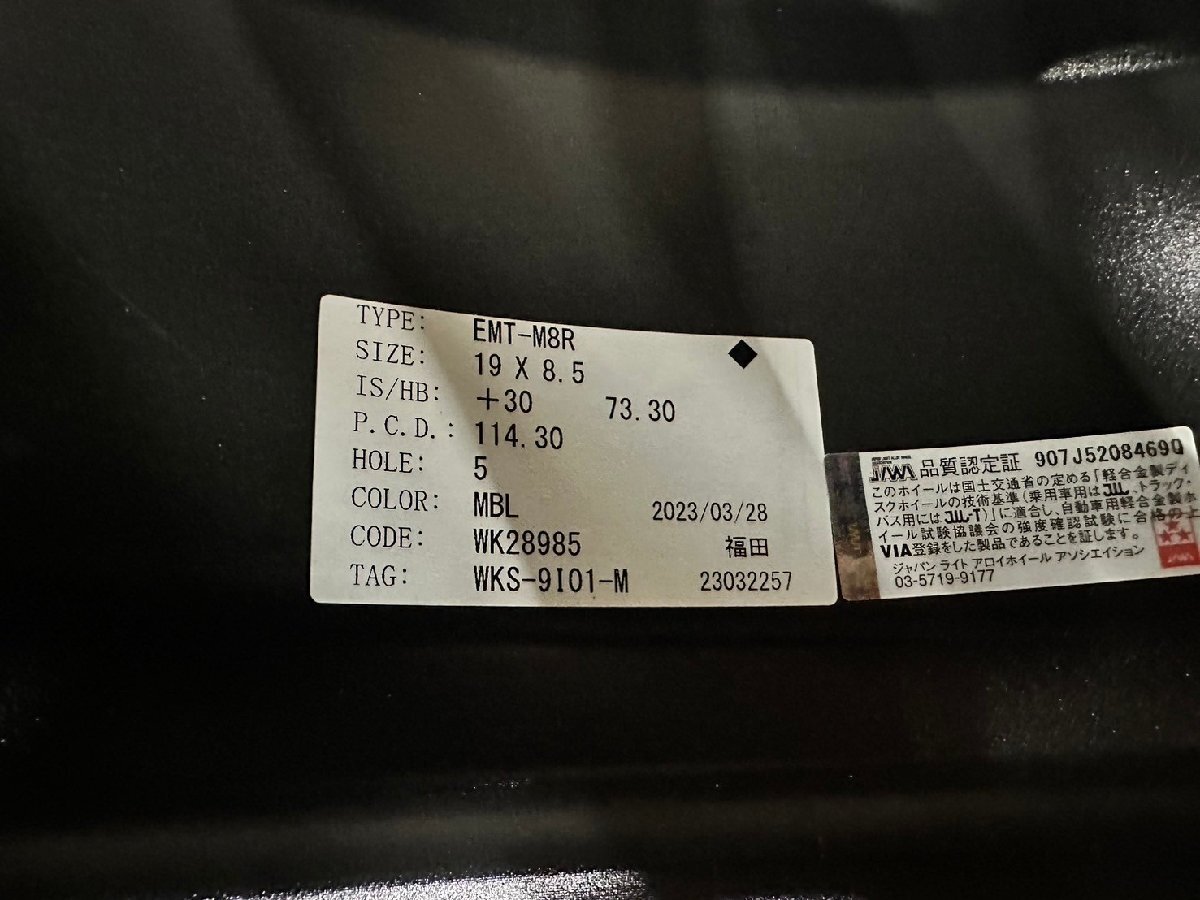 TYPE: EMT-M8R
SIZE: 19 X 8.5
IS/HB: +30 73.30
P.C.D.: 114.30
HOLE: 5
COLOR: MBL 2023/03/28
CODE: WK28985 福田
TAG: WKS-9I01-M 23032257
JAWA 品質認定証 907J5208469Q
このホイールは国土交通省の定める「軽合金製ディ
スクホイールの技術基準(乗用車用はJWL トラック・
バス用にはJWL-T)」に適合し、自動車用軽合金製ホ
イール試験協議会の強度確認試験に合格の上
VIA登録をした製品であることを証します。
ジャパン ライト アロイホイール アソシエイション
03-5719-9177